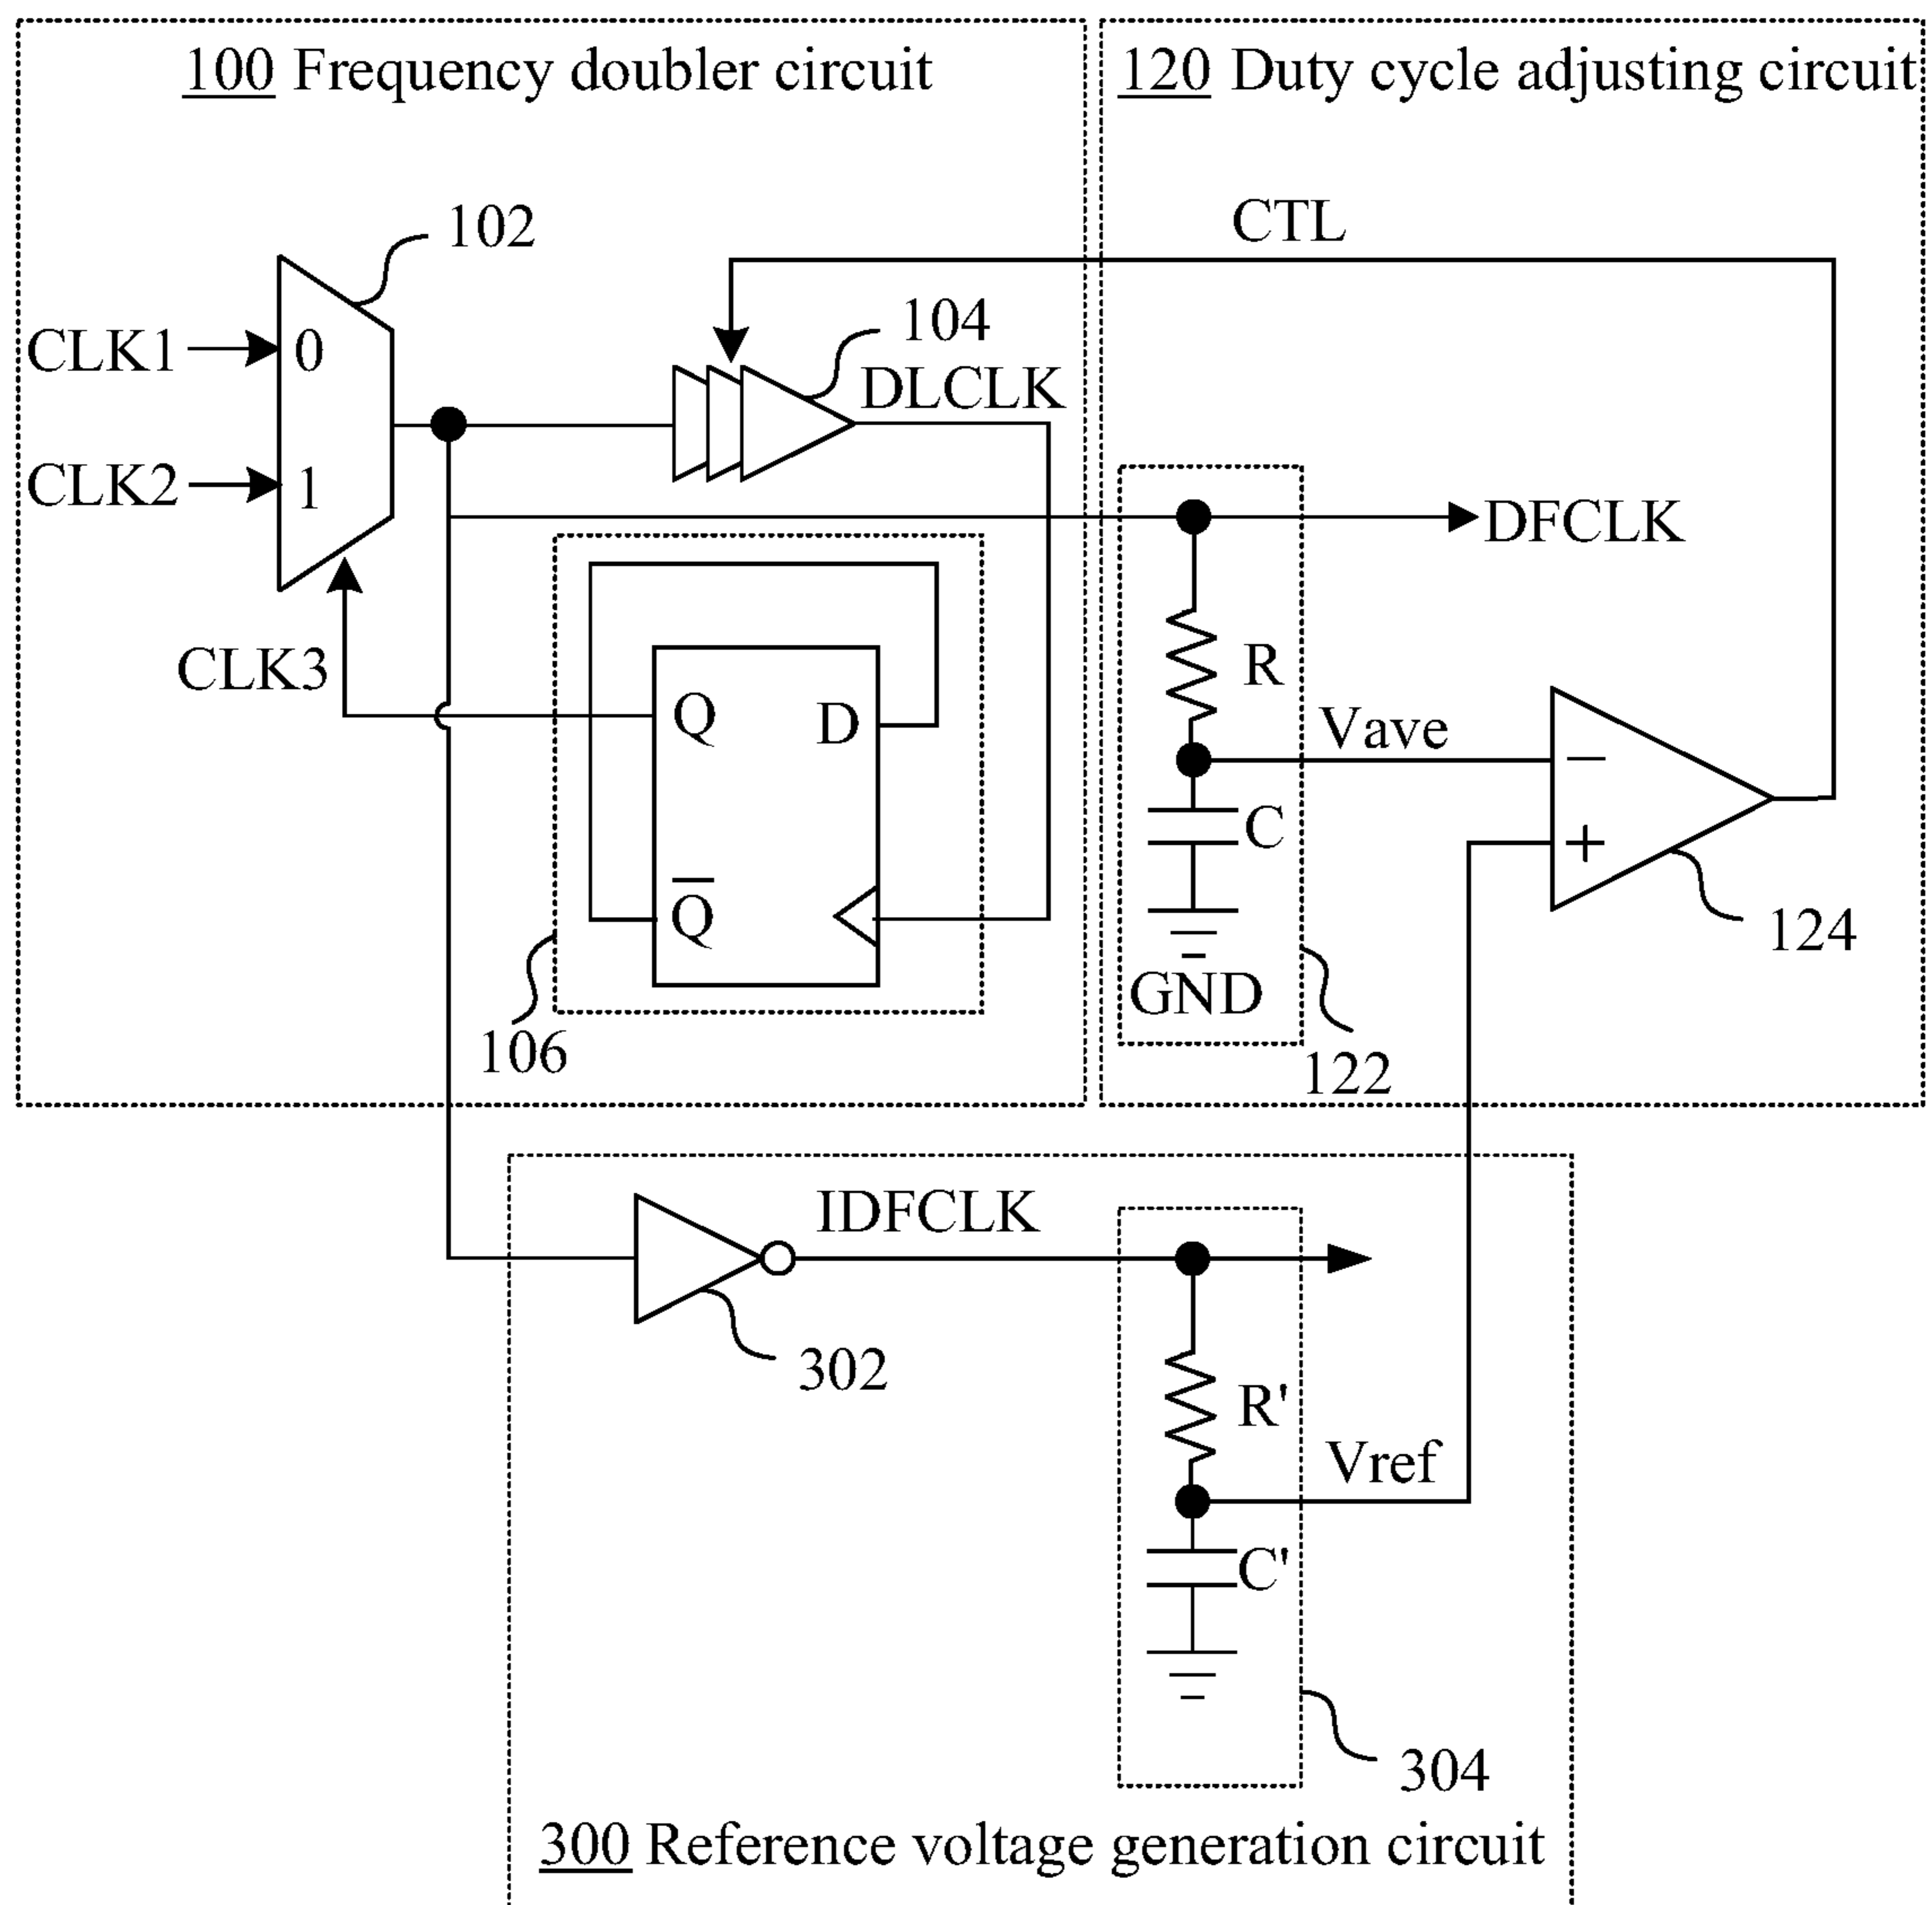 100 Frequency doubler circuit
120 Duty cycle adjusting circuit
CTL
102
104
CLK1
0
DLCLK
CLK2
1
DFCLK
CLK3
Q
D
R
Vave
−
C
+
Q̅
GND
124
106
122
IDFCLK
302
R'
Vref
C'
304
300 Reference voltage generation circuit